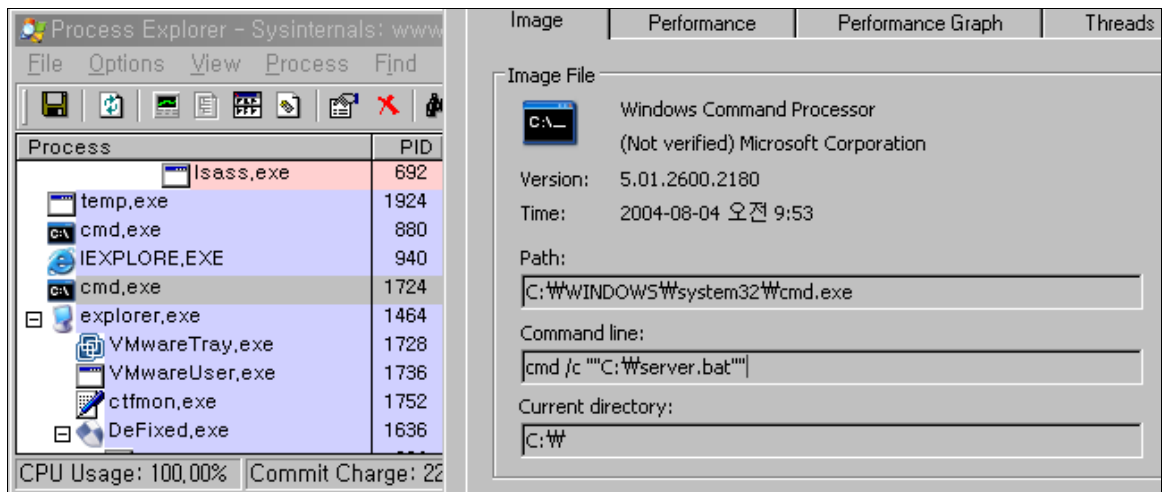 Process Explorer - Sysinternals: www
File Options View Process Find
Process PID
lsass,exe 692
temp,exe 1924
cmd,exe 880
IEXPLORE,EXE 940
cmd,exe 1724
explorer,exe 1464
VMwareTray,exe 1728
VMwareUser,exe 1736
ctfmon,exe 1752
DeFixed,exe 1636
CPU Usage: 100,00% Commit Charge: 22
Image Performance Performance Graph Threads
Image File
C:\_
Windows Command Processor
(Not verified) Microsoft Corporation
Version: 5.01.2600.2180
Time: 2004-08-04 오전 9:53
Path:
C:₩WINDOWS₩system32₩cmd.exe
Command line:
cmd /c ""C:₩server.bat""
Current directory:
C:₩